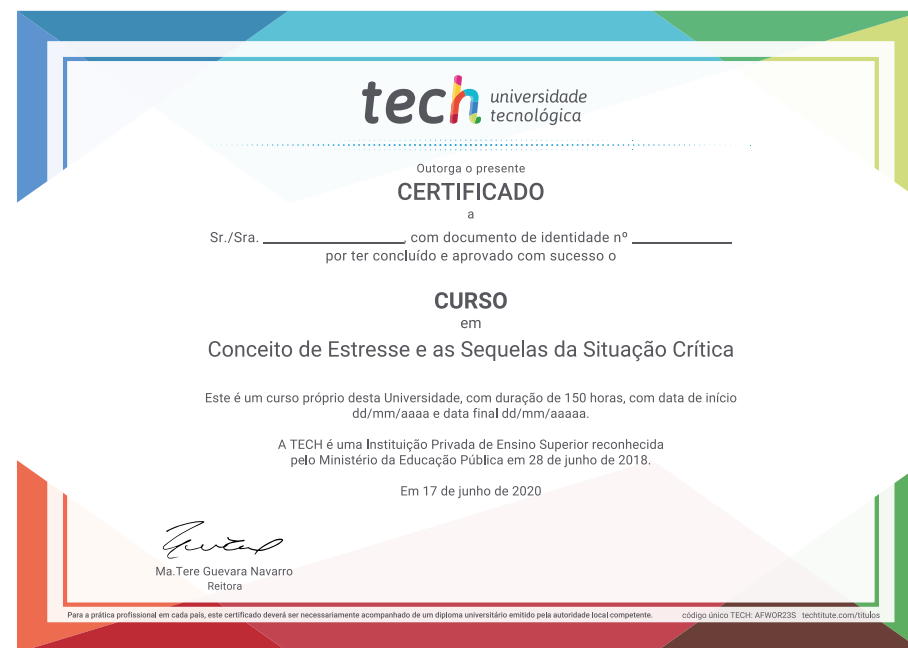 tech universidade
tecnológica
Outorga o presente
CERTIFICADO
a
Sr./Sra. ____________, com documento de identidade nº ____________
por ter concluído e aprovado com sucesso o
CURSO
em
Conceito de Estresse e as Sequelas da Situação Crítica
Este é um curso próprio desta Universidade, com duração de 150 horas, com data de início
dd/mm/aaaa e data final dd/mm/aaaaa.
A TECH é uma Instituição Privada de Ensino Superior reconhecida
pelo Ministério da Educação Pública em 28 de junho de 2018.
Em 17 de junho de 2020
Ma.Tere Guevara Navarro
Reitora
Para a prática profissional em cada país, este certificado deverá ser necessariamente acompanhado de um diploma universitário emitido pela autoridade local competente. código único TECH: AFWOR23S techtitute.com/titulos